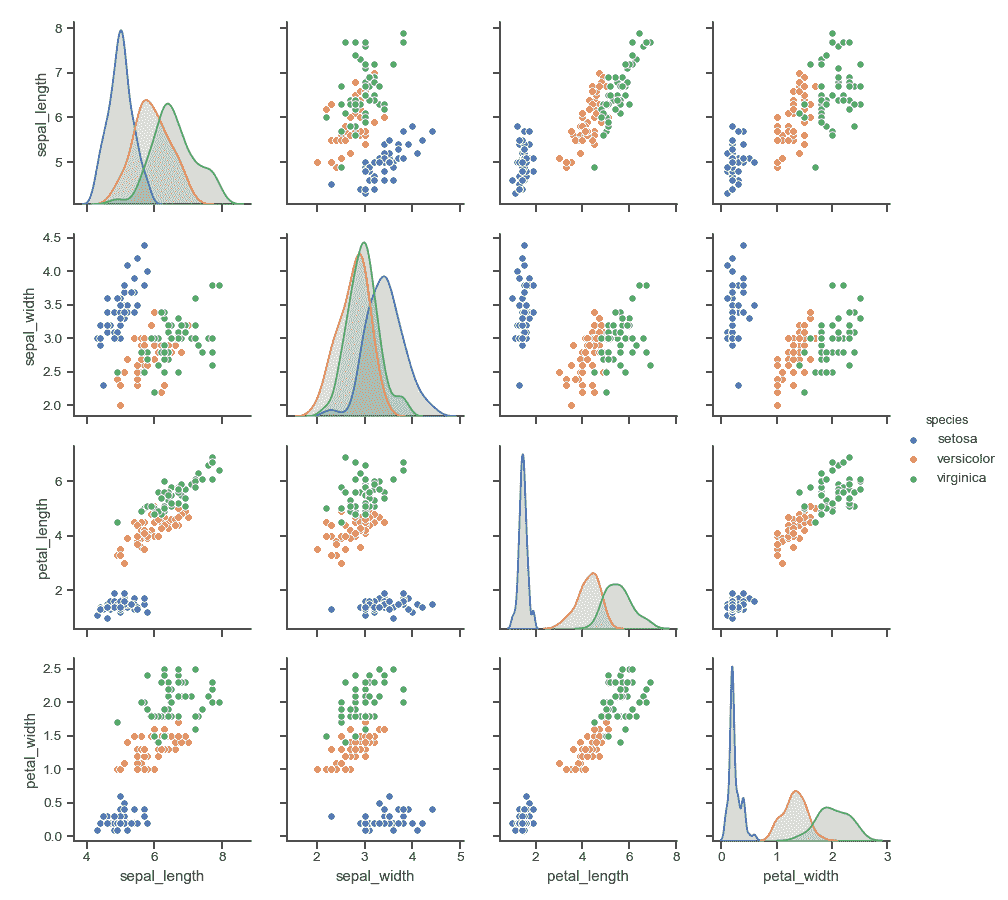 8
7
6
5
sepal_length
4.5
4.0
3.5
3.0
2.5
2.0
sepal_width
species
setosa
versicolor
virginica
6
4
2
petal_length
2.5
2.0
1.5
1.0
0.5
0.0
petal_width
4 6 8
2 3 4 5
2 4 6 8
0 1 2 3
sepal_length
sepal_width
petal_length
petal_width